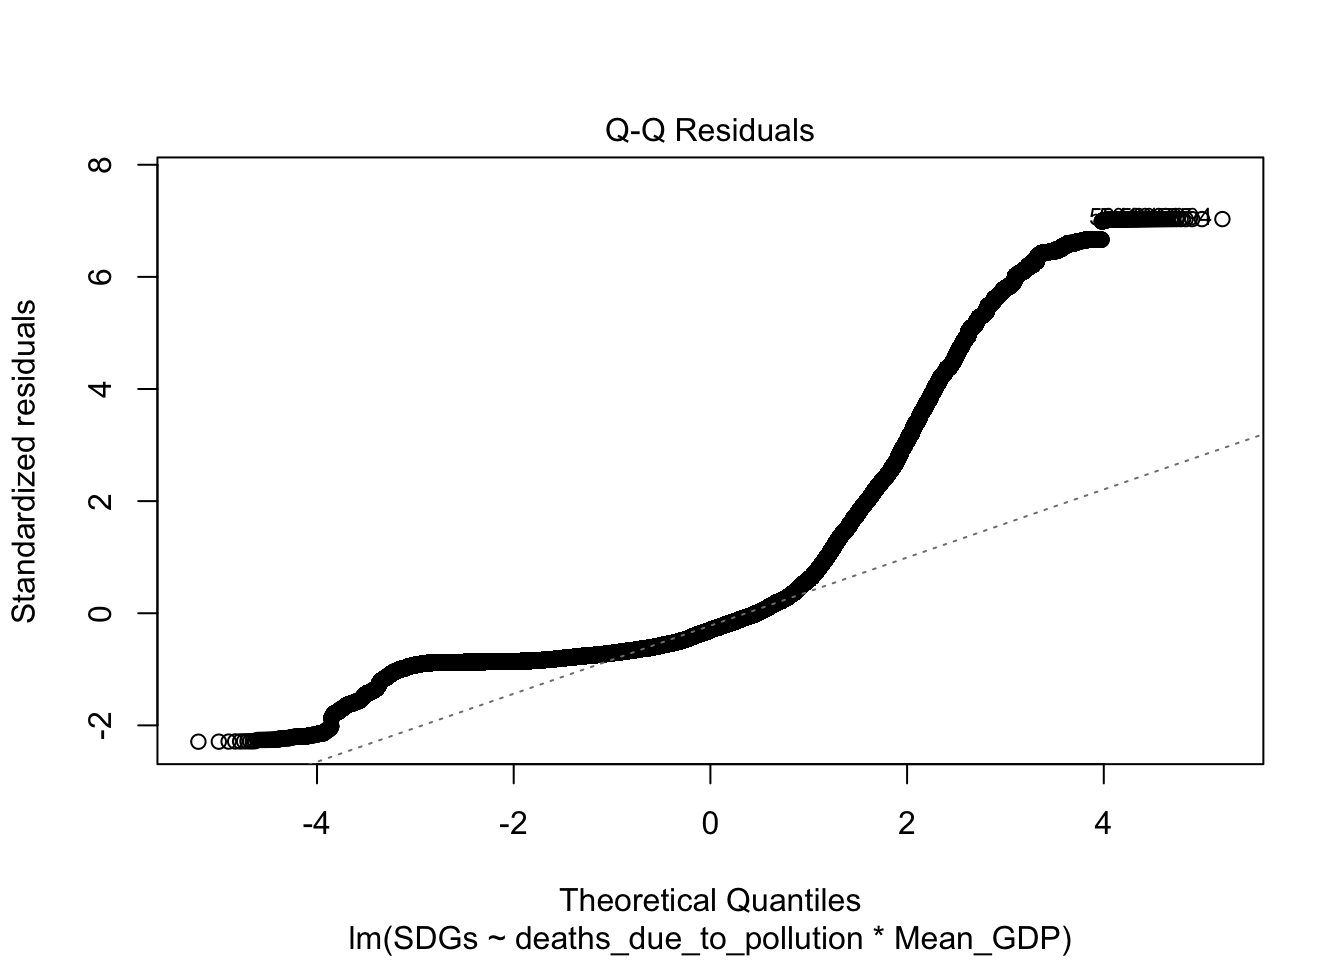 Q-Q Residuals
Standardized residuals
8
6
4
2
0
-2
-4 -2 0 2 4
Theoretical Quantiles
lm(SDGs ~ deaths_due_to_pollution * Mean_GDP)